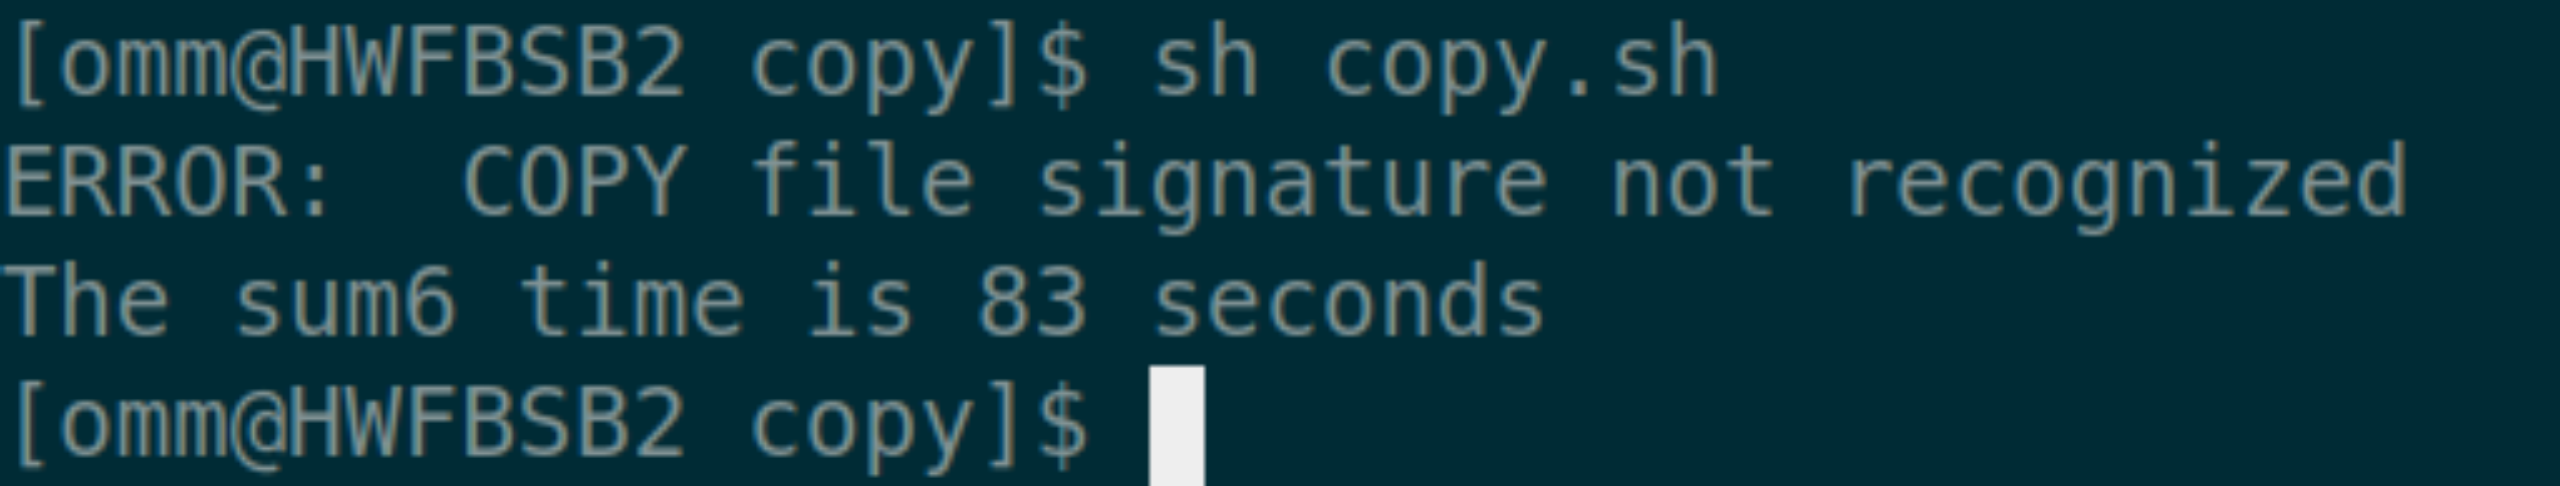 [omm@HWFBSB2 copy]$ sh copy.sh
ERROR:  COPY file signature not recognized
The sum6 time is 83 seconds
[omm@HWFBSB2 copy]$